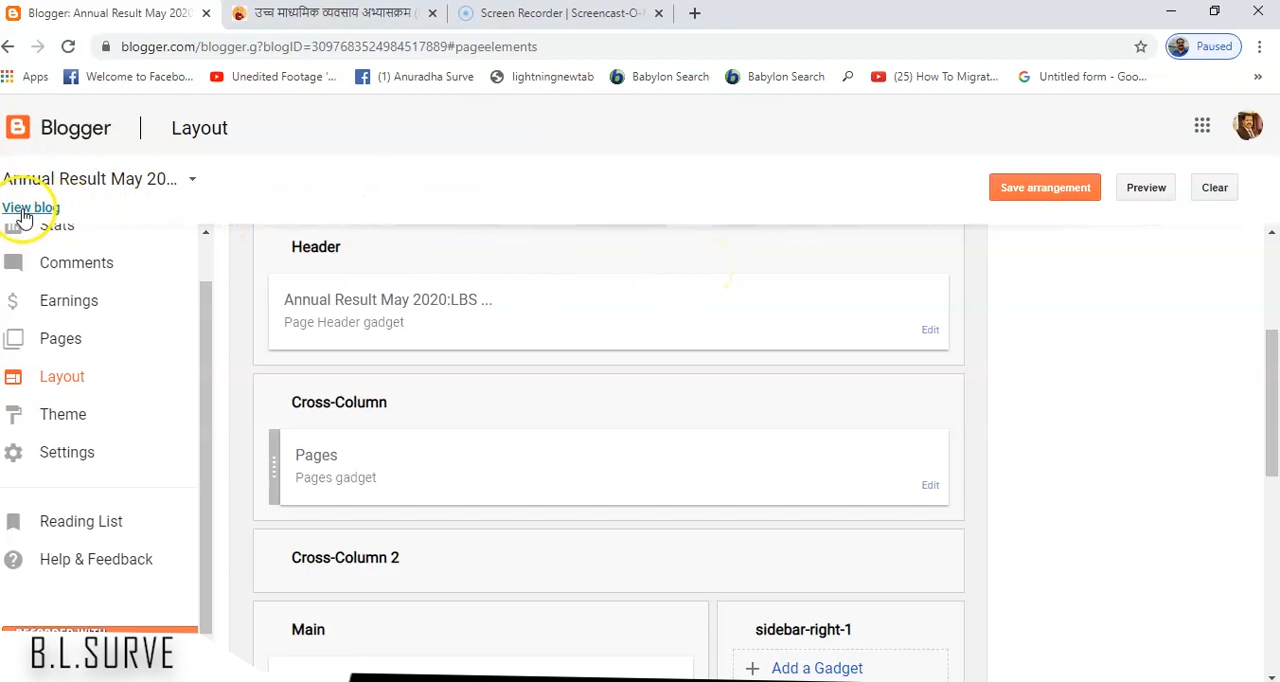 Blogger: Annual Result May 2020
उच्च माध्यमिक व्यवसाय अभ्यासक्रम (
Screen Recorder | Screencast-O-
blogger.com/blogger.g?blogID=3097683524984517889#pageelements
Paused
Apps
Welcome to Facebo...
Unedited Footage '...
(1) Anuradha Surve
lightningnewtab
Babylon Search
Babylon Search
(25) How To Migrat...
Untitled form - Goo...
Blogger
Layout
Annual Result May 20...
View blog
Save arrangement
Preview
Clear
Stats
Comments
Earnings
Pages
Layout
Theme
Settings
Reading List
Help & Feedback
Header
Annual Result May 2020:LBS ...
Page Header gadget
Edit
Cross-Column
Pages
Pages gadget
Edit
Cross-Column 2
Main
sidebar-right-1
Add a Gadget
RECORDED WITH
B.L.SURVE